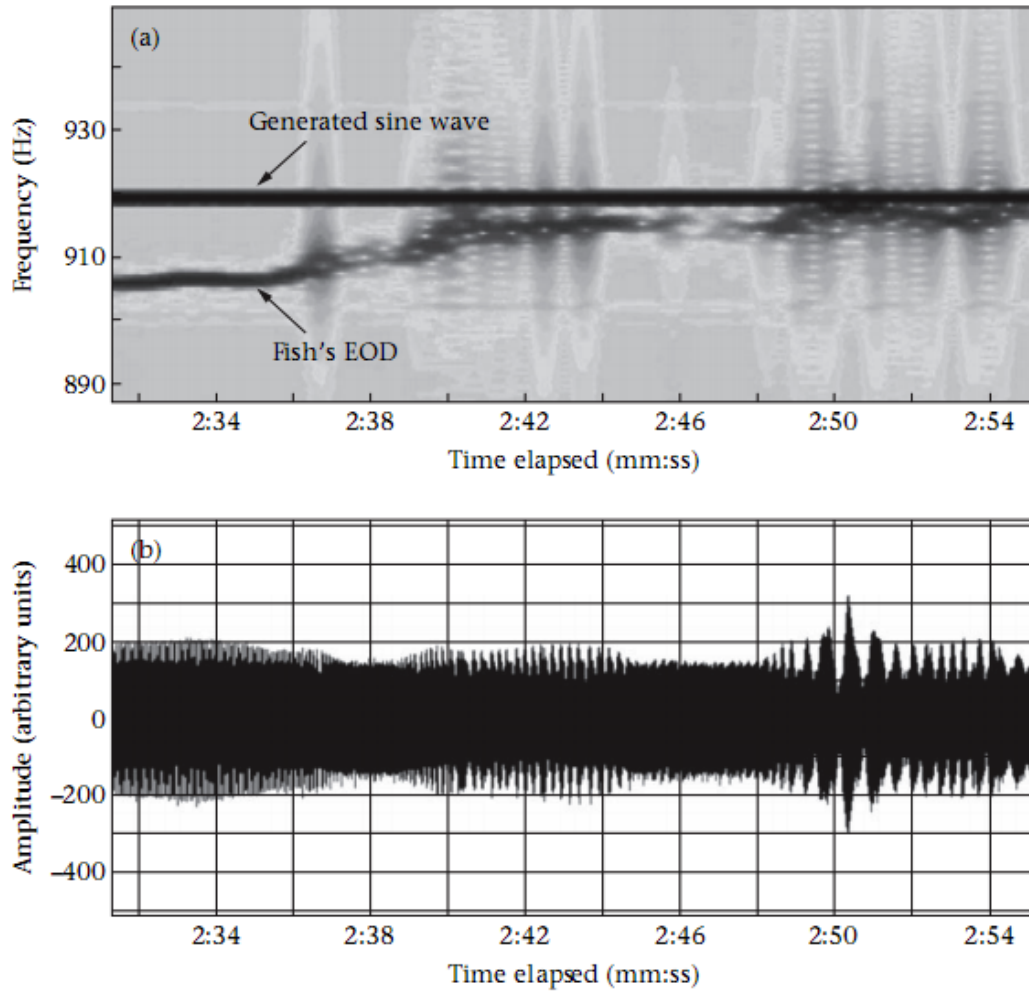 (a)
Frequency (Hz)
930
910
890
Generated sine wave
Fish's EOD
2:34 2:38 2:42 2:46 2:50 2:54
Time elapsed (mm:ss)
(b)
Amplitude (arbitrary units)
400
200
0
–200
–400
2:34 2:38 2:42 2:46 2:50 2:54
Time elapsed (mm:ss)